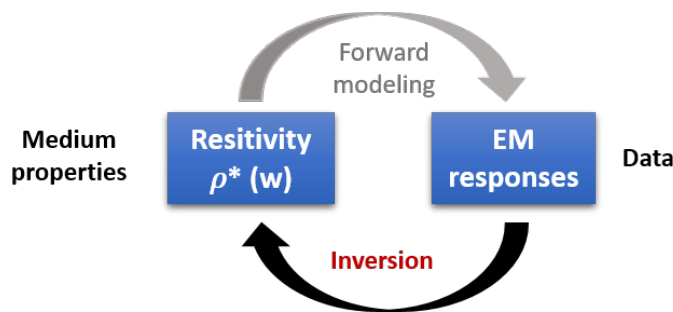 Forward
modeling
Medium
properties
Resitivity
ρ* (w)
EM
responses
Data
Inversion